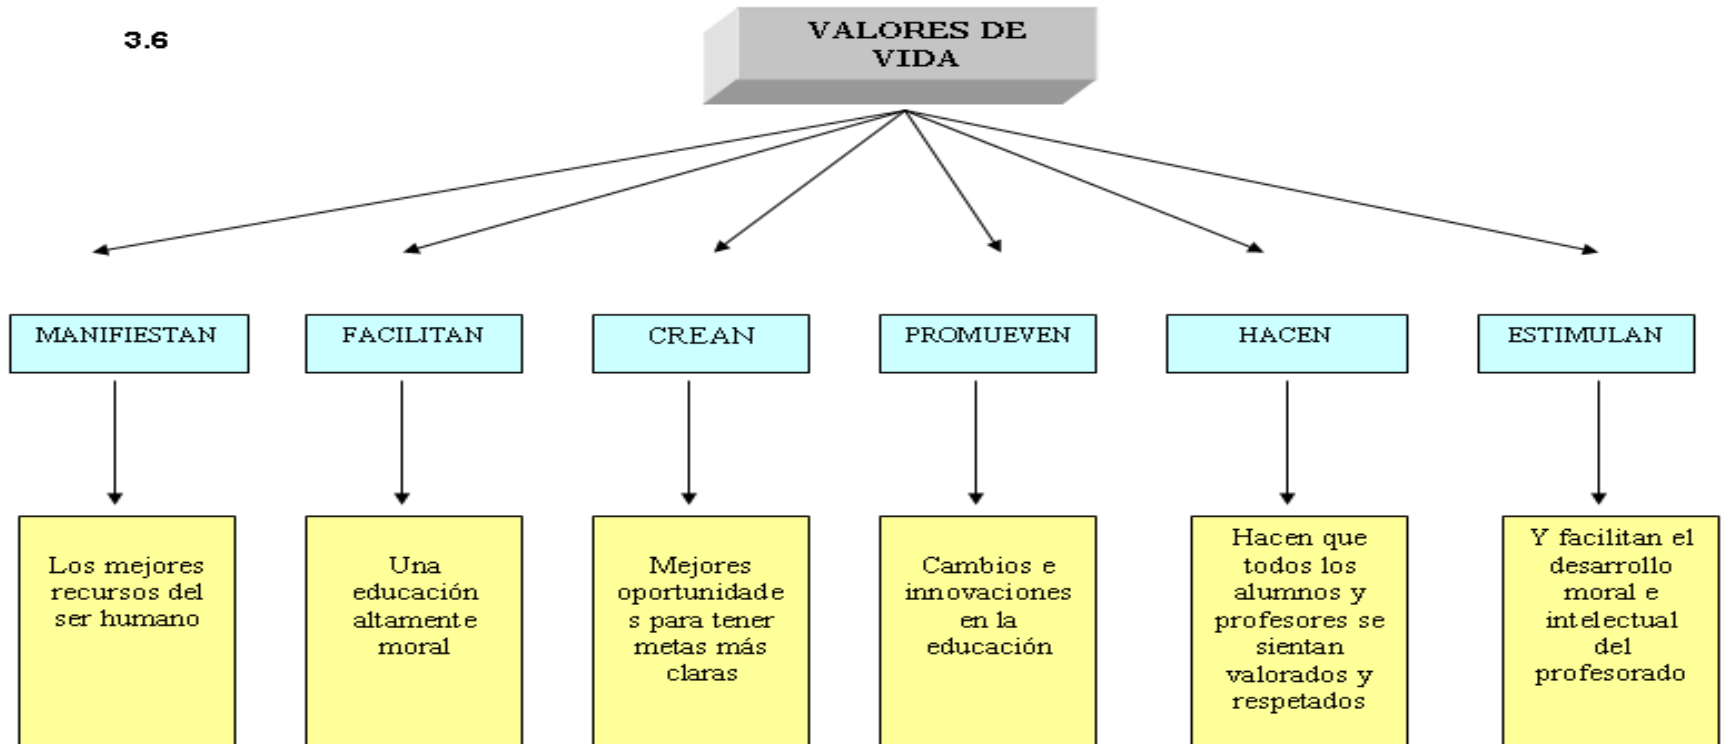 3.6
VALORES DE
VIDA
MANIFIESTAN
FACILITAN
CREAN
PROMUEVEN
HACEN
ESTIMULAN
Los mejores
recursos del
ser humano
Una
educación
altamente
moral
Mejores
oportunidade
s para tener
metas más
claras
Cambios e
innovaciones
en la
educación
Hacen que
todos los
alumnos y
profesores se
sientan
valorados y
respetados
Y facilitan el
desarrollo
moral e
intelectual
del
profesorado